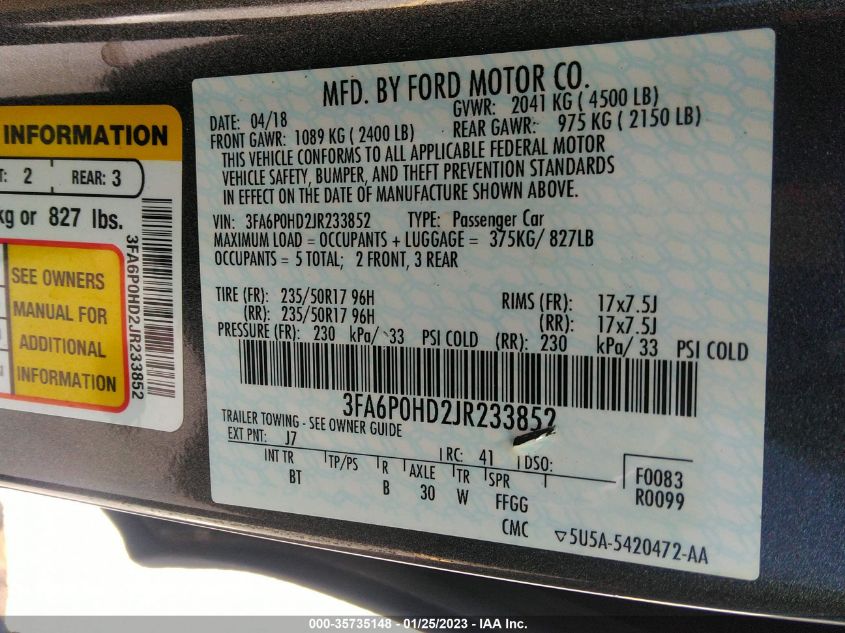 INFORMATION
2 REAR: 3
kg or 827 lbs.
SEE OWNERS
MANUAL FOR
ADDITIONAL
INFORMATION
3FA6P0HD2JR233852
MFD. BY FORD MOTOR CO.
DATE: 04/18 GVWR: 2041 KG ( 4500 LB)
FRONT GAWR: 1089 KG ( 2400 LB) REAR GAWR: 975 KG ( 2150 LB)
THIS VEHICLE CONFORMS TO ALL APPLICABLE FEDERAL MOTOR
VEHICLE SAFETY, BUMPER, AND THEFT PREVENTION STANDARDS
IN EFFECT ON THE DATE OF MANUFACTURE SHOWN ABOVE.
VIN: 3FA6P0HD2JR233852 TYPE: Passenger Car
MAXIMUM LOAD = OCCUPANTS + LUGGAGE = 375KG/ 827LB
OCCUPANTS = 5 TOTAL; 2 FRONT, 3 REAR
TIRE (FR): 235/50R17 96H RIMS (FR): 17x7.5J
(RR): 235/50R17 96H (RR): 17x7.5J
PRESSURE (FR): 230 kPa/ 33 PSI COLD (RR): 230 kPa/ 33 PSI COLD
3FA6P0HD2JR233852
TRAILER TOWING - SEE OWNER GUIDE
EXT PNT: J7 RC: 41 DSO:
INT TR TP/PS R AXLE TR SPR F0083
BT B 30 W FFGG R0099
CMC ▽5U5A-5420472-AA
000-35735148 - 01/25/2023 - IAA Inc.